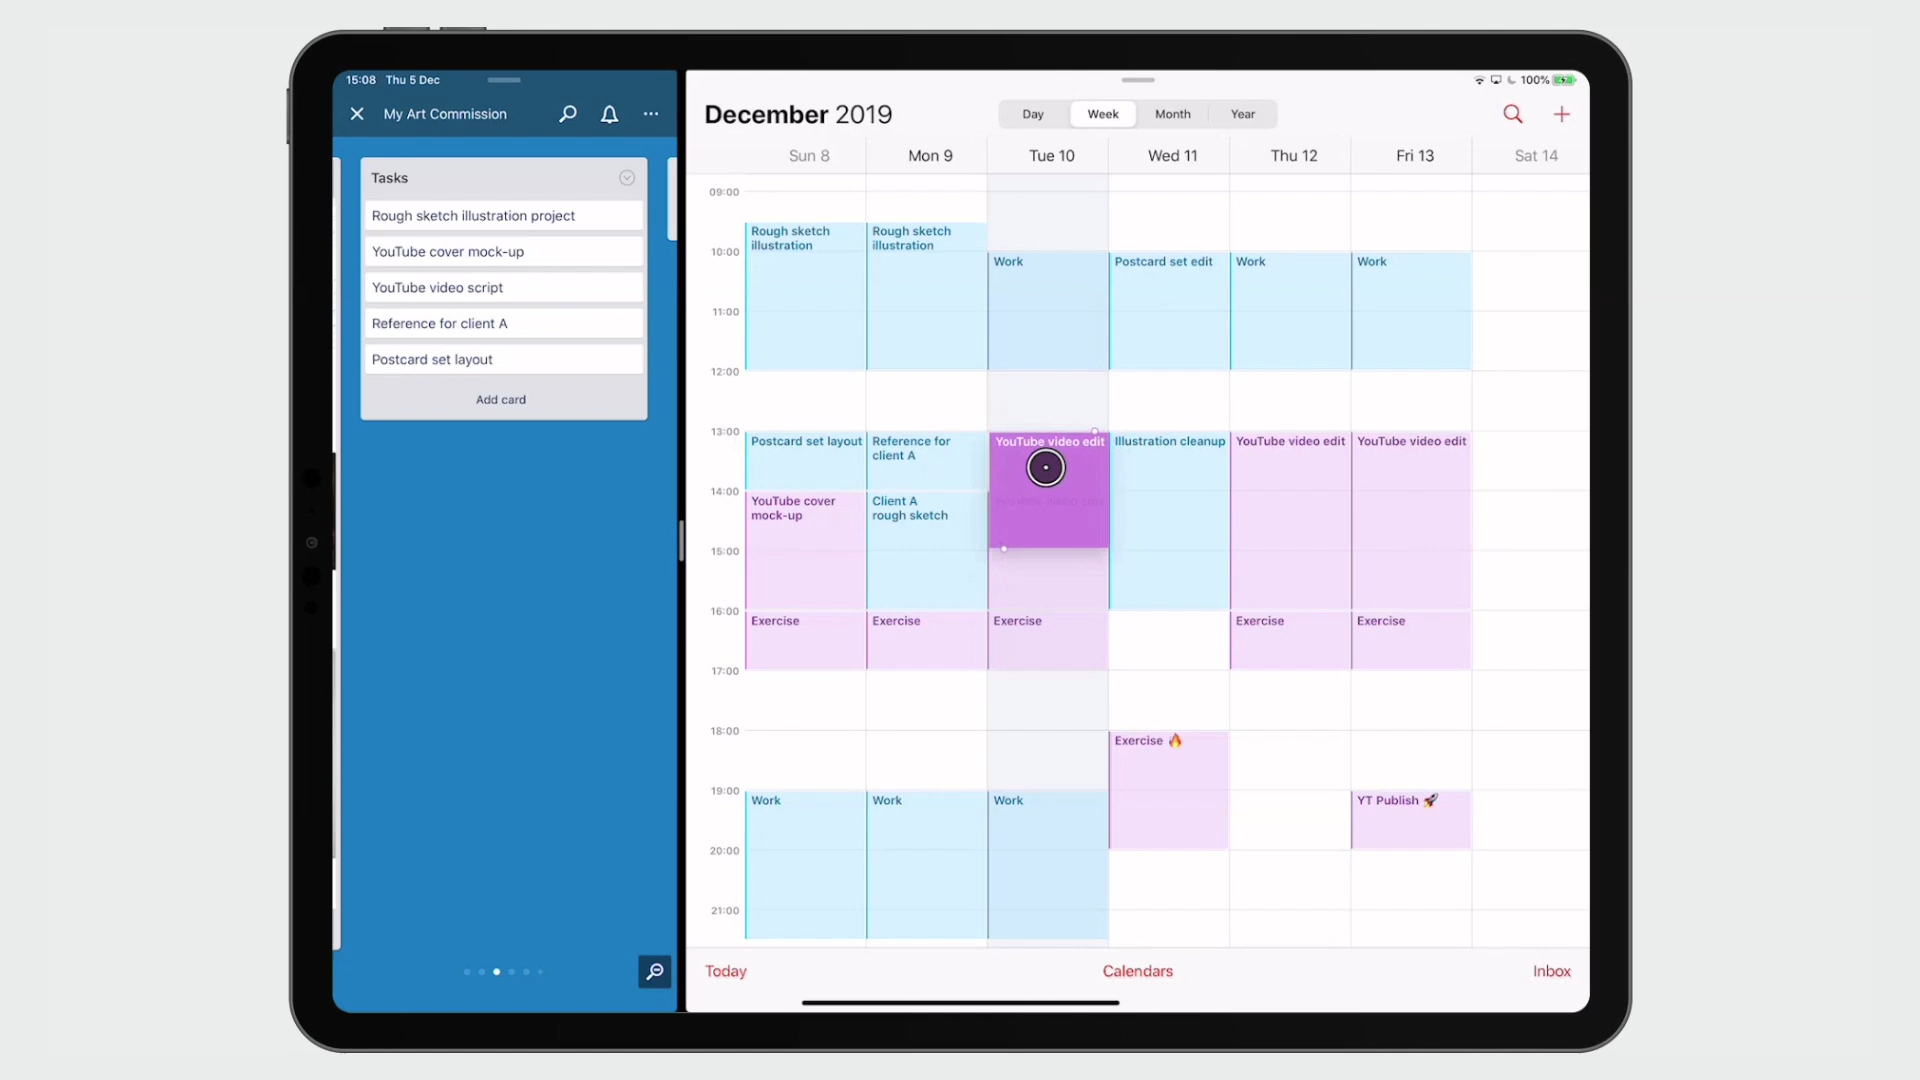 15:08 Thu 5 Dec
My Art Commission
Tasks
Rough sketch illustration project
YouTube cover mock-up
YouTube video script
Reference for client A
Postcard set layout
Add card
100%
December 2019
Day Week Month Year
Sun 8 Mon 9 Tue 10 Wed 11 Thu 12 Fri 13 Sat 14
09:00
Rough sketch
illustration
Rough sketch
illustration
10:00
Work
Postcard set edit
Work
Work
11:00
12:00
13:00
Postcard set layout
Reference for
client A
YouTube video edit
Illustration cleanup
YouTube video edit
YouTube video edit
14:00
YouTube cover
mock-up
Client A
rough sketch
15:00
16:00
Exercise
Exercise
Exercise
Exercise
Exercise
17:00
18:00
Exercise 🔥
19:00
Work
Work
Work
YT Publish 🚀
20:00
21:00
Today Calendars Inbox